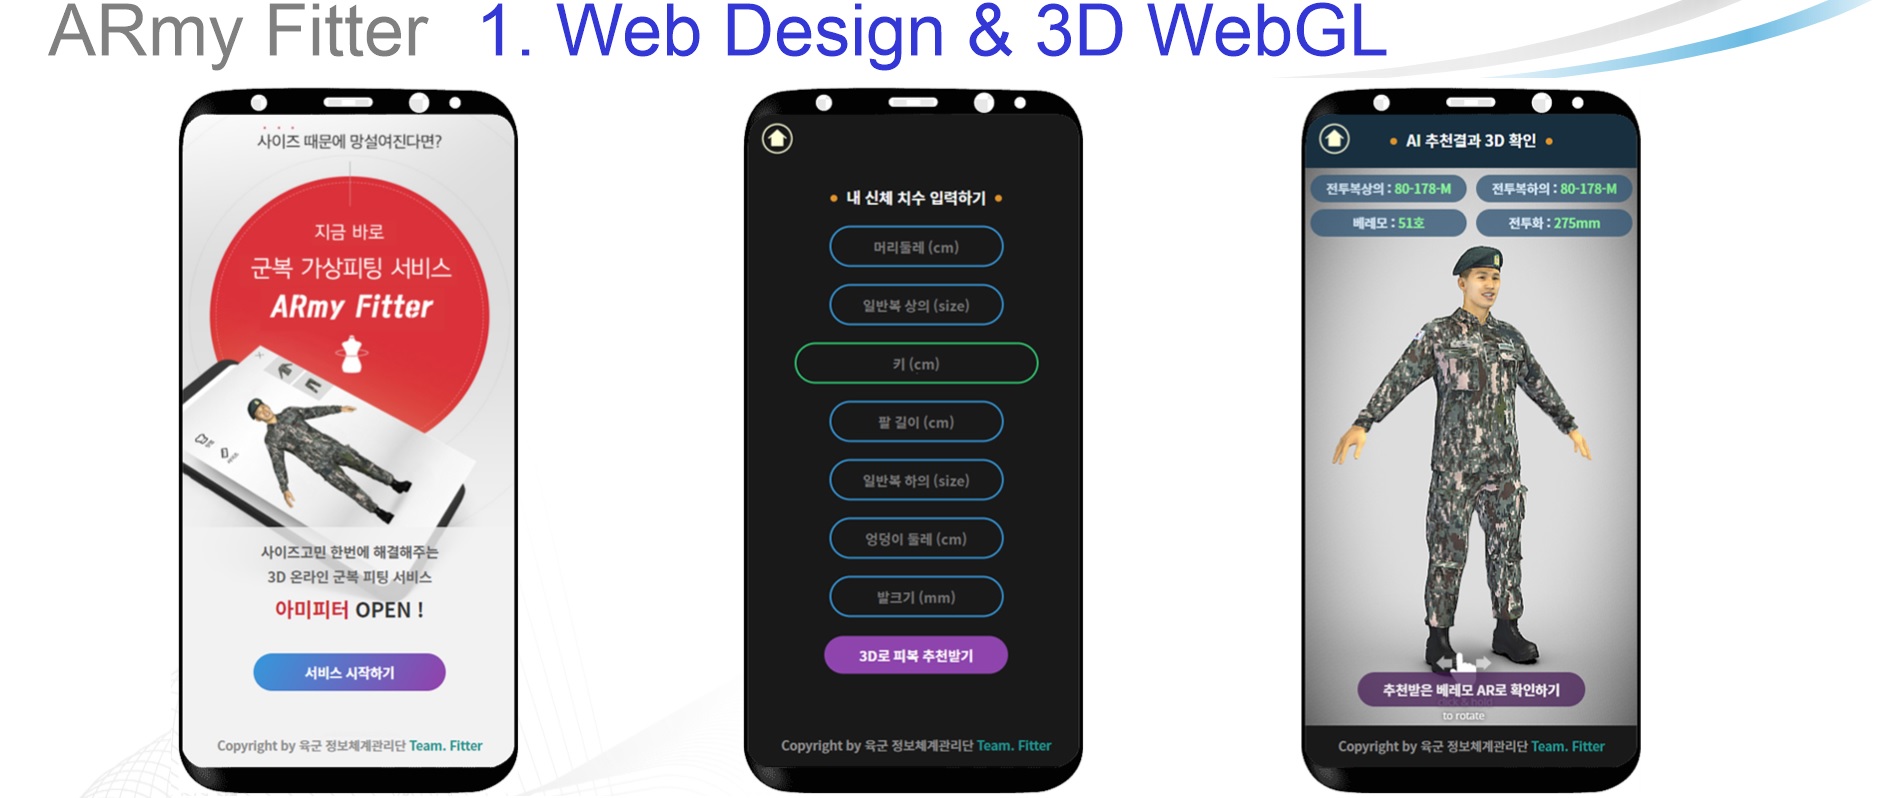 ARmy Fitter 1. Web Design & 3D WebGL
사이즈 때문에 망설여진다면?
지금 바로
군복 가상피팅 서비스
ARmy Fitter
사이즈고민 한번에 해결해주는
3D 온라인 군복 피팅 서비스
아미피터 OPEN !
서비스 시작하기
Copyright by 육군 정보체계관리단 Team. Fitter
내 신체 치수 입력하기
머리둘레 (cm)
일반복 상의 (size)
키 (cm)
팔 길이 (cm)
일반복 하의 (size)
엉덩이 둘레 (cm)
발크기 (mm)
3D로 피복 추천받기
Copyright by 육군 정보체계관리단 Team. Fitter
AI 추천결과 3D 확인
전투복상의 : 80-178-M
전투복하의 : 80-178-M
베레모 : 51호
전투화 : 275mm
추천받은 베레모 AR로 확인하기
click & hold
to rotate
Copyright by 육군 정보체계관리단 Team. Fitter